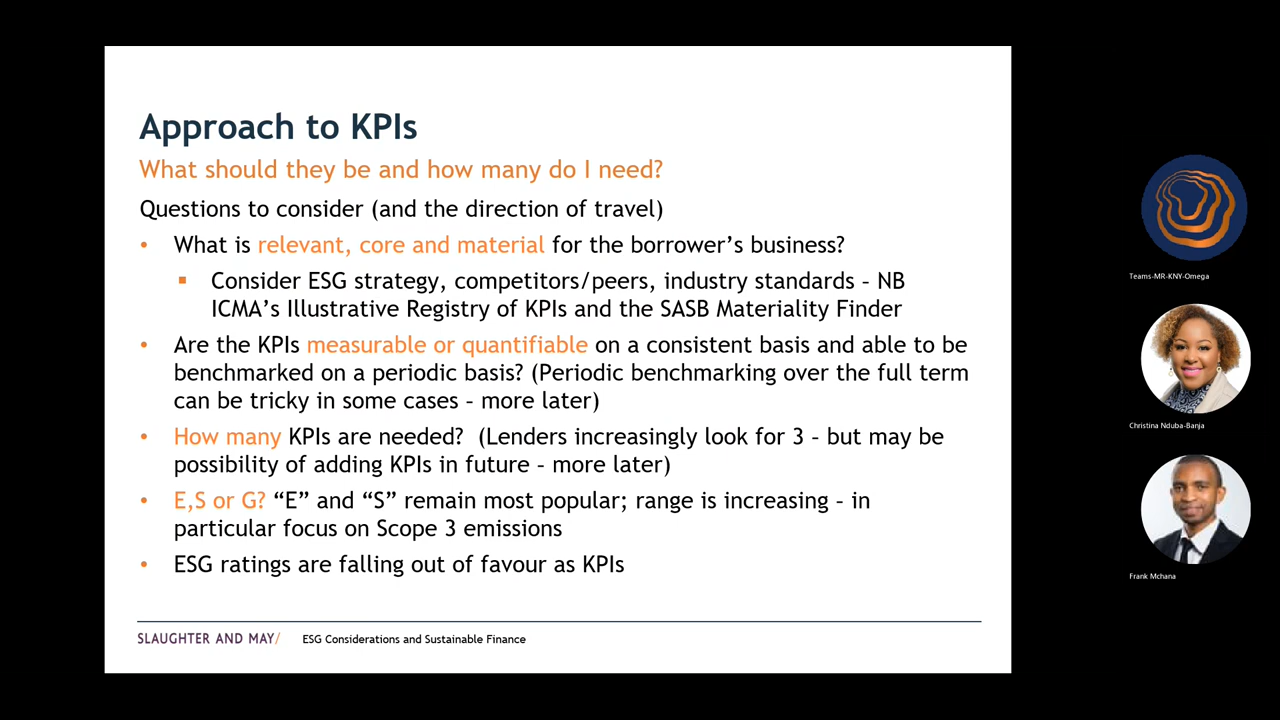 Approach to KPIs
What should they be and how many do I need?
Questions to consider (and the direction of travel)
• What is relevant, core and material for the borrower’s business?
▪ Consider ESG strategy, competitors/peers, industry standards – NB
ICMA’s Illustrative Registry of KPIs and the SASB Materiality Finder
• Are the KPIs measurable or quantifiable on a consistent basis and able to be
benchmarked on a periodic basis? (Periodic benchmarking over the full term
can be tricky in some cases – more later)
• How many KPIs are needed?  (Lenders increasingly look for 3 – but may be
possibility of adding KPIs in future – more later)
• E,S or G? “E” and “S” remain most popular; range is increasing – in
particular focus on Scope 3 emissions
• ESG ratings are falling out of favour as KPIs
SLAUGHTER AND MAY/ ESG Considerations and Sustainable Finance
Teams-MR-KNY-Omega
Christina Nduba-Banja
Frank Mchana